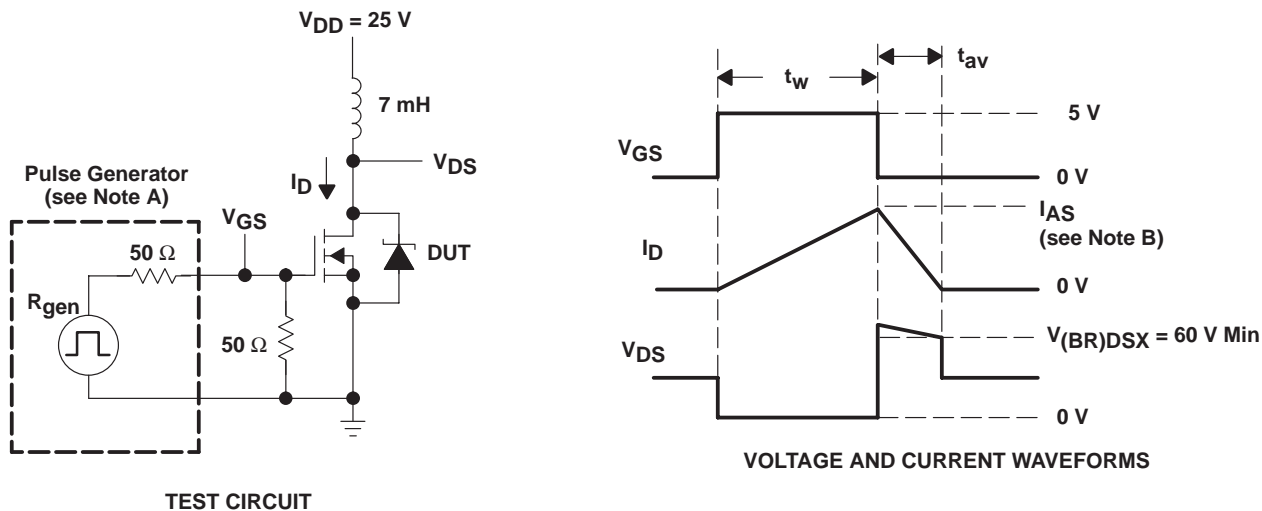 VDD = 25 V
7 mH
VDS
ID
Pulse Generator
(see Note A)
VGS
50 Ω
DUT
Rgen
50 Ω
TEST CIRCUIT
tw
tav
5 V
VGS
0 V
IAS
(see Note B)
ID
0 V
V(BR)DSX = 60 V Min
VDS
0 V
VOLTAGE AND CURRENT WAVEFORMS